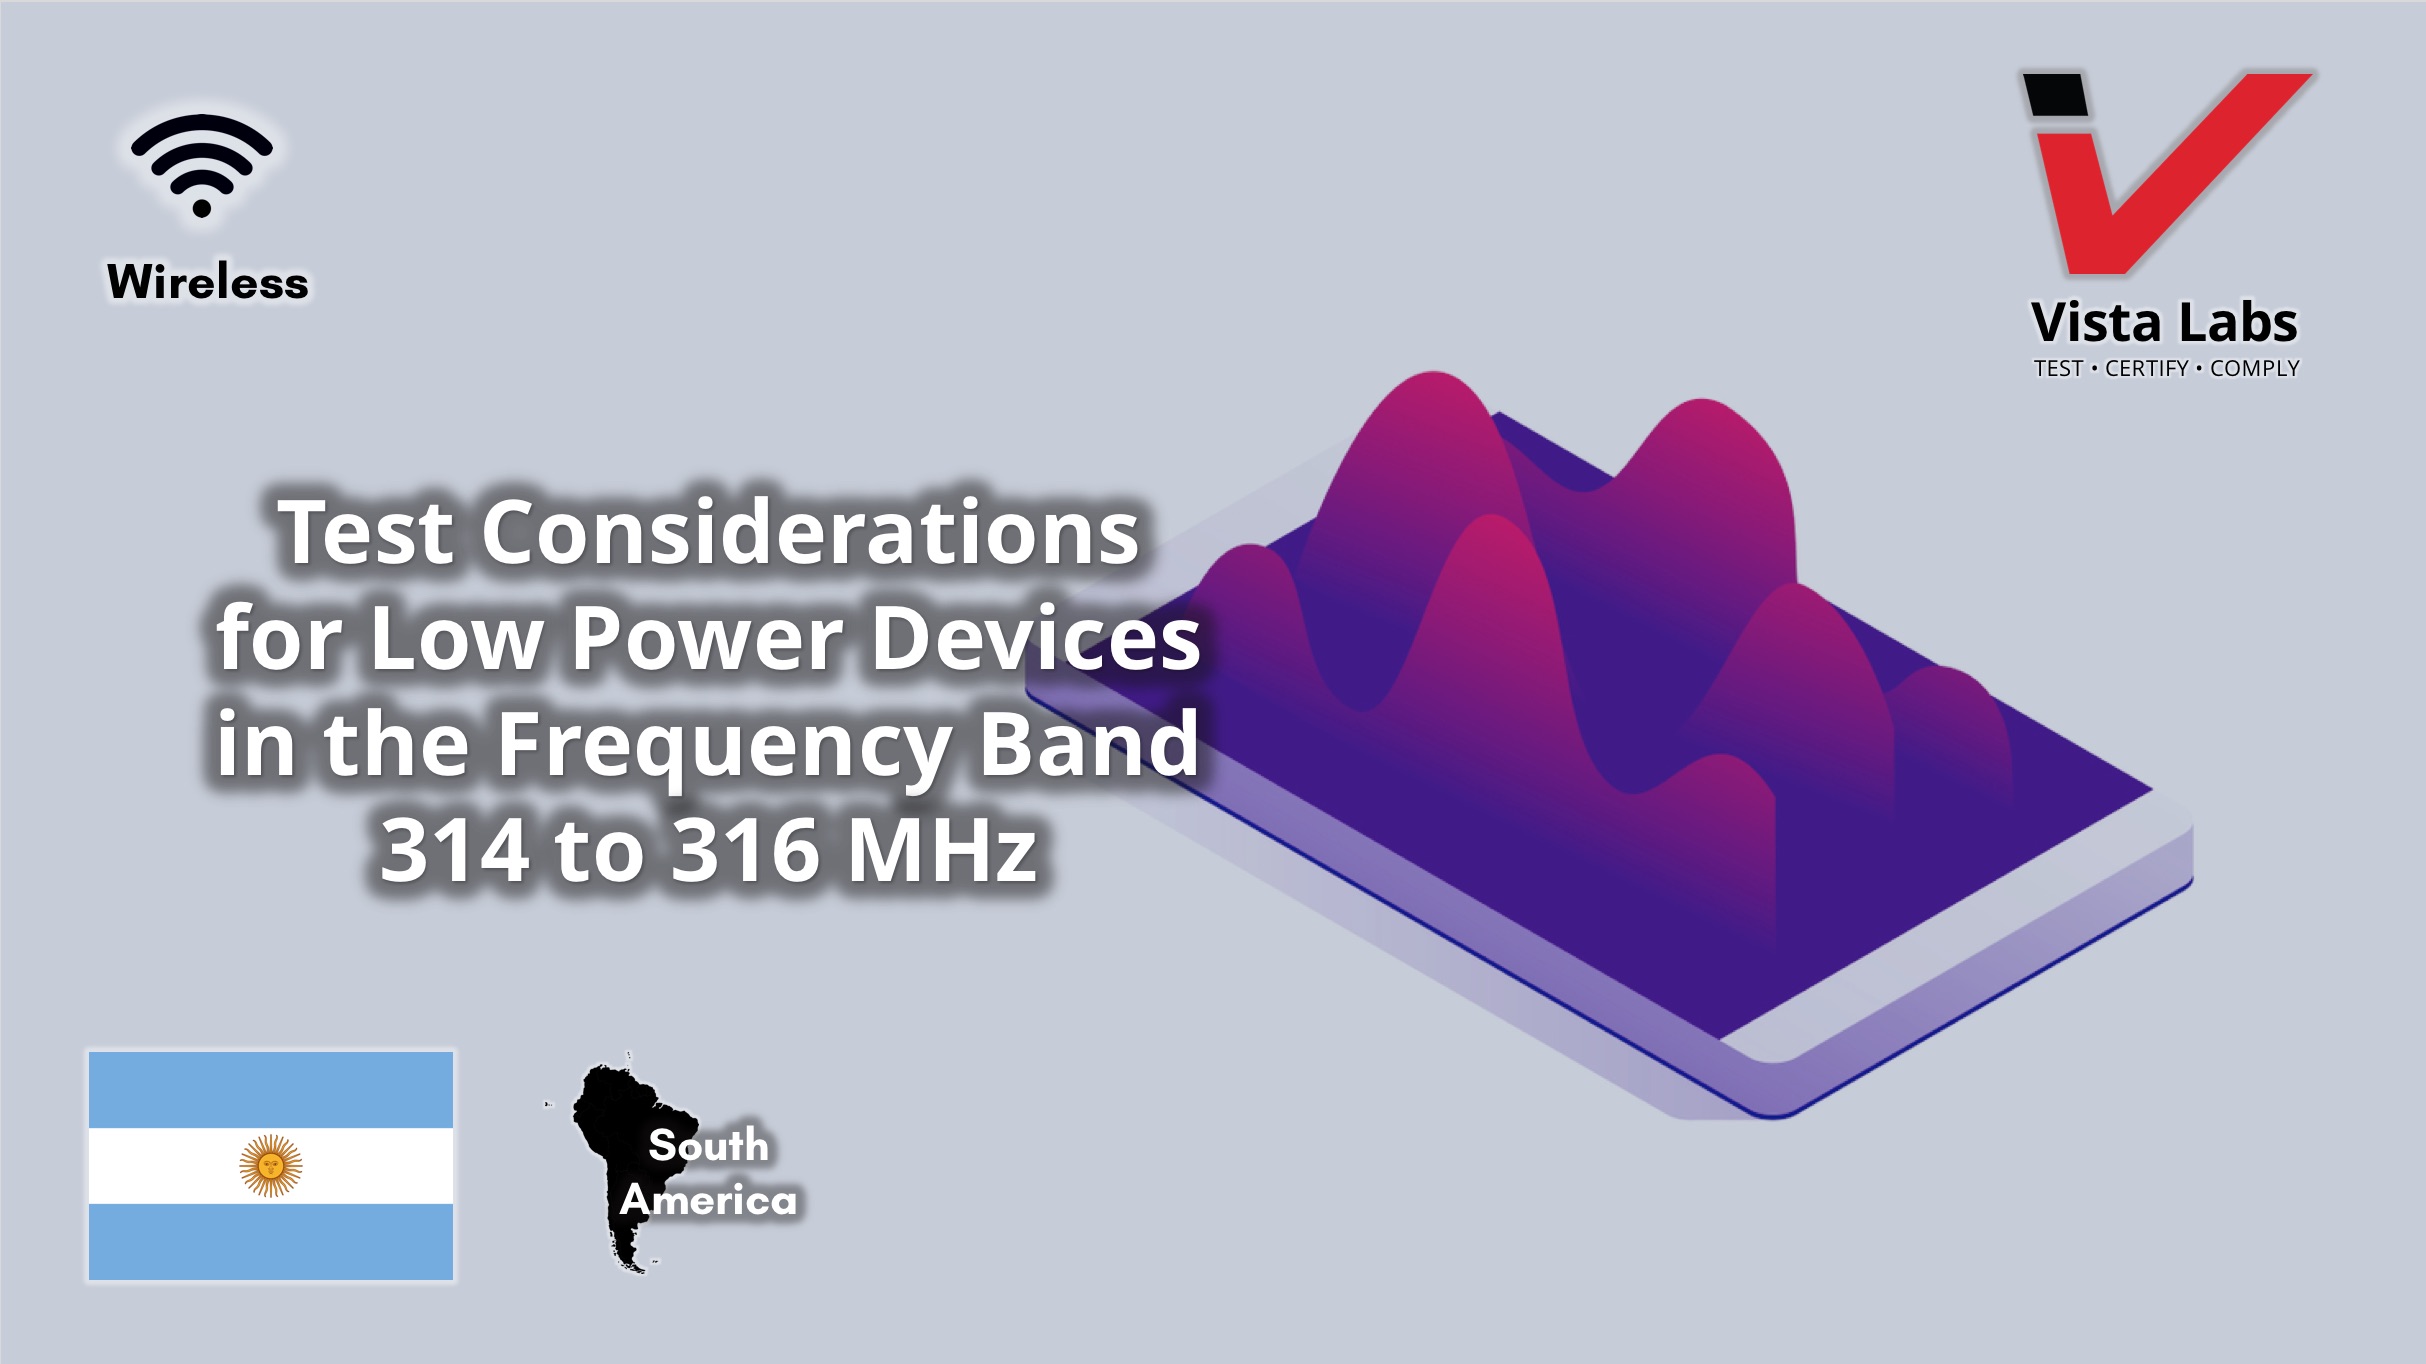 Wireless
Vista Labs
TEST • CERTIFY • COMPLY
Test Considerations
for Low Power Devices
in the Frequency Band
314 to 316 MHz
South
America